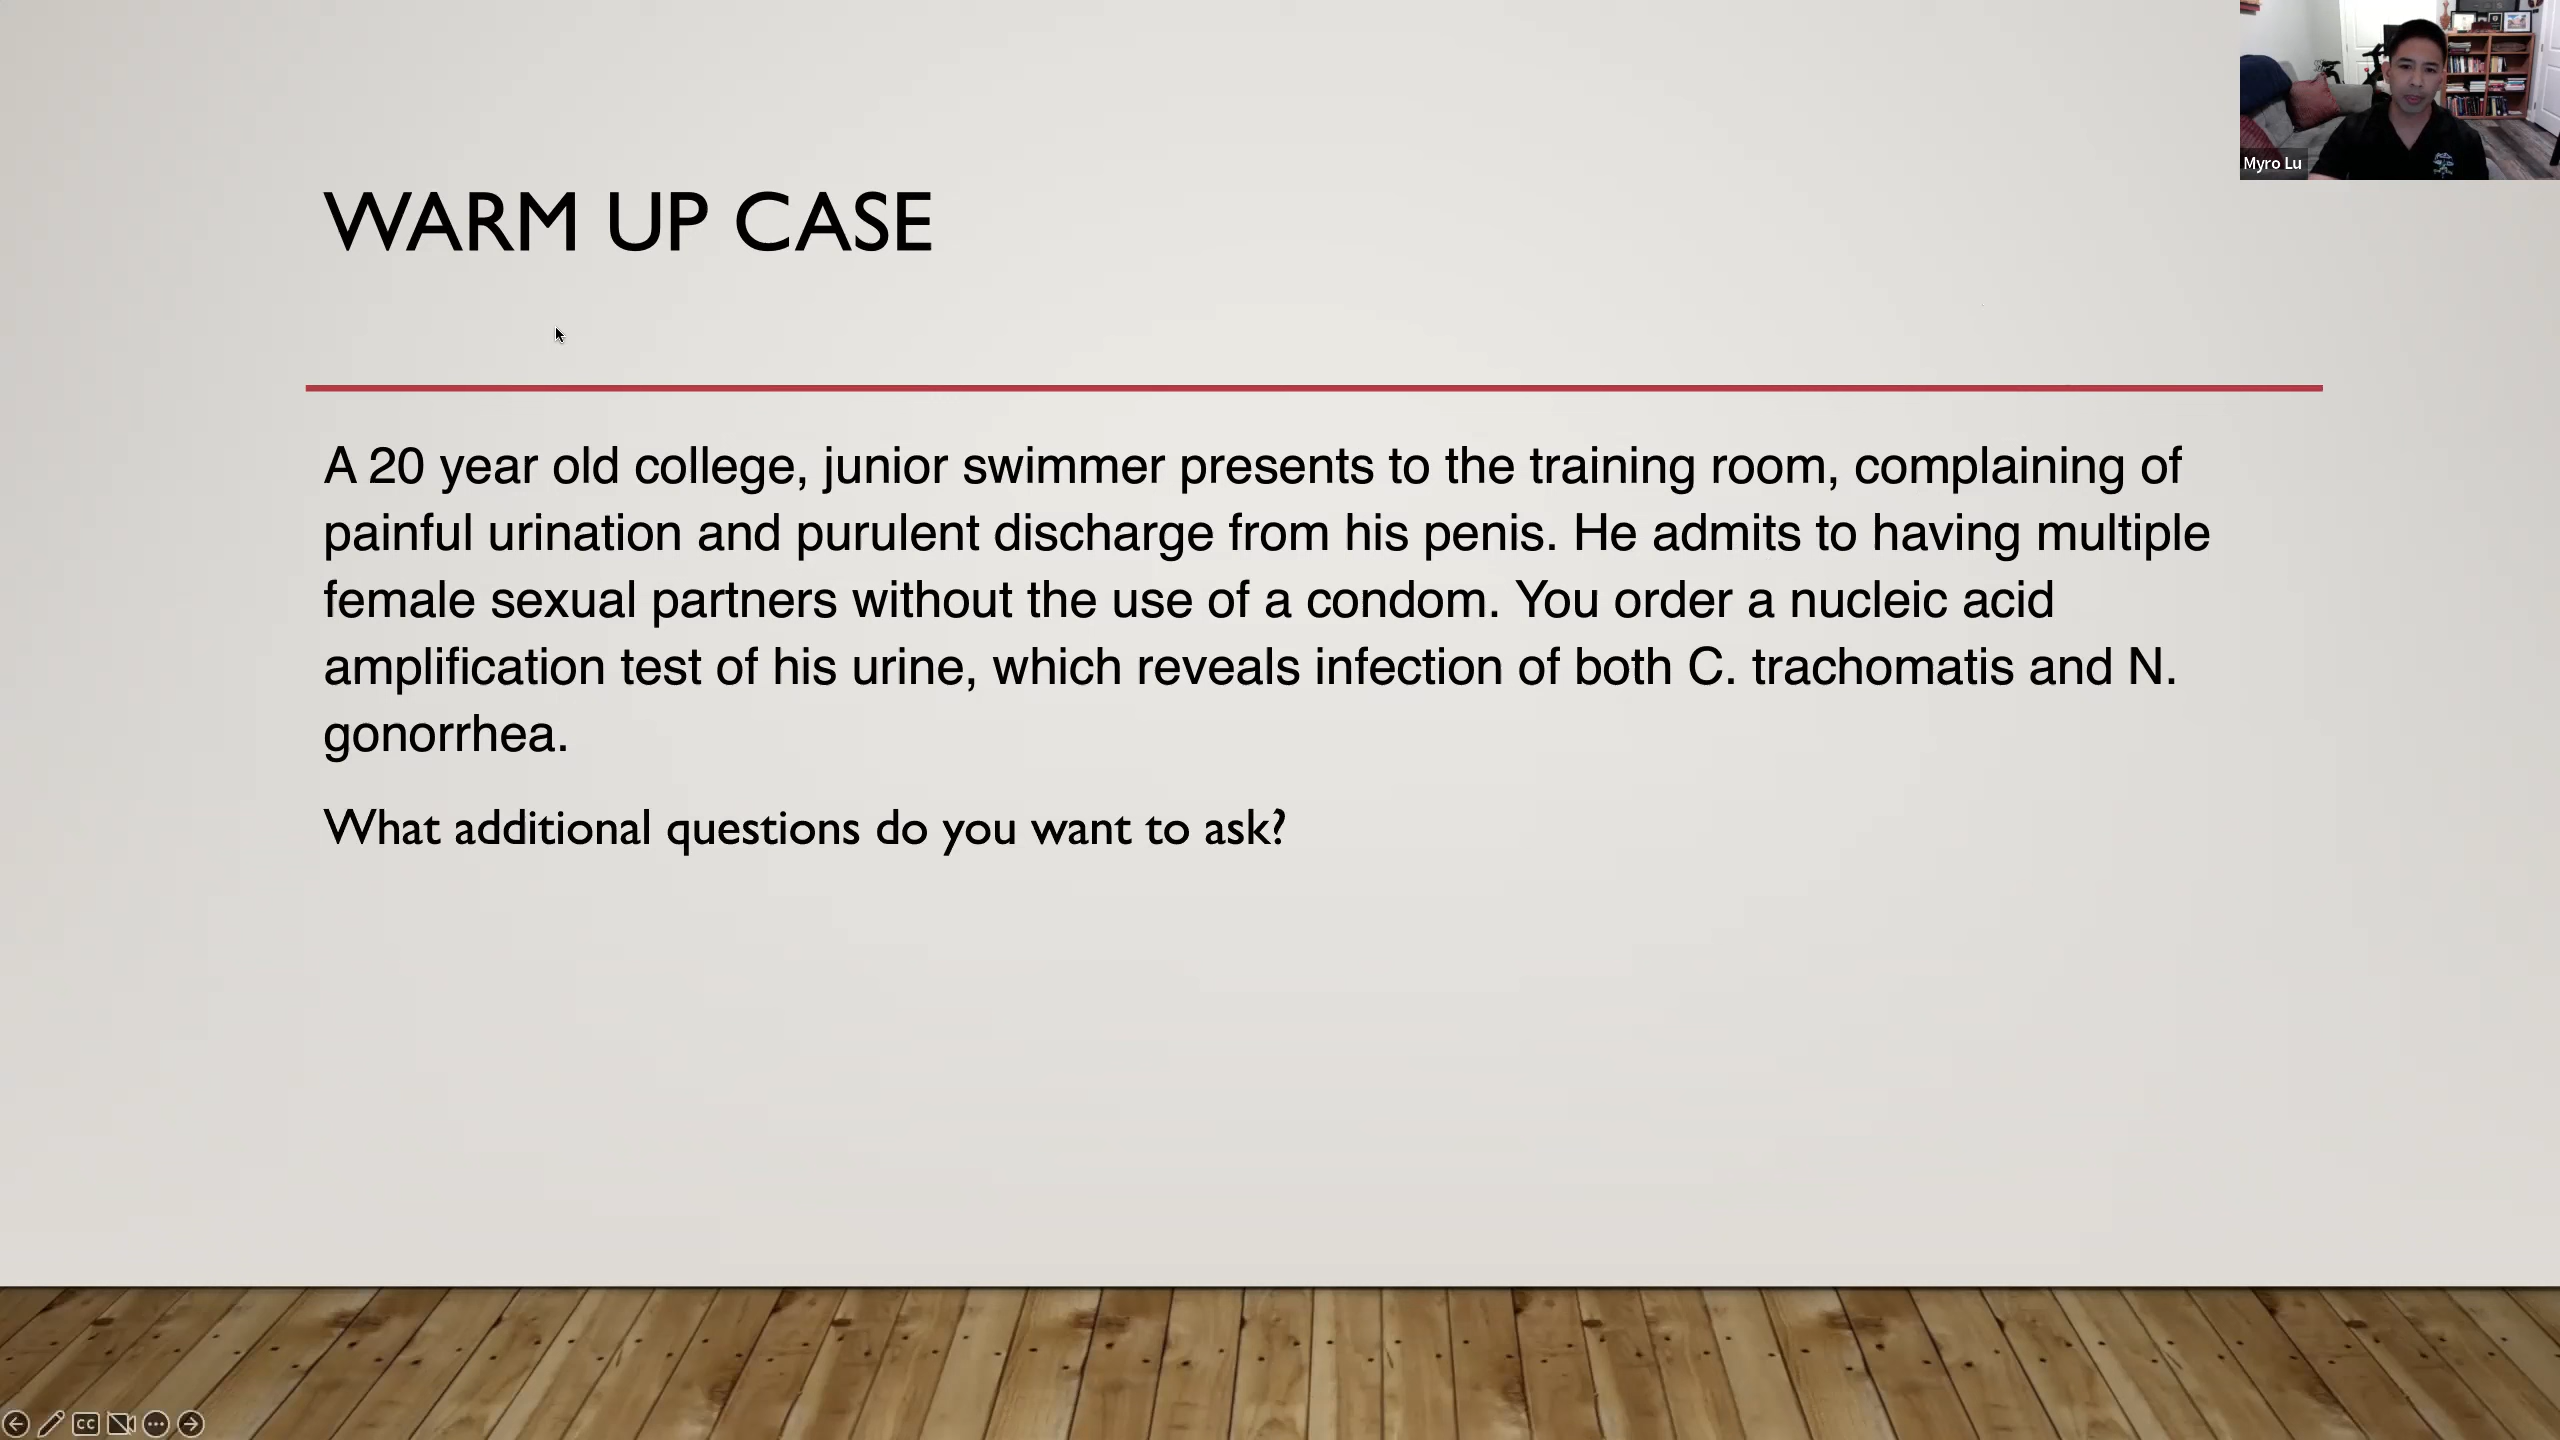 Myro Lu
WARM UP CASE
A 20 year old college, junior swimmer presents to the training room, complaining of
painful urination and purulent discharge from his penis. He admits to having multiple
female sexual partners without the use of a condom. You order a nucleic acid
amplification test of his urine, which reveals infection of both C. trachomatis and N.
gonorrhea.
What additional questions do you want to ask?
CC